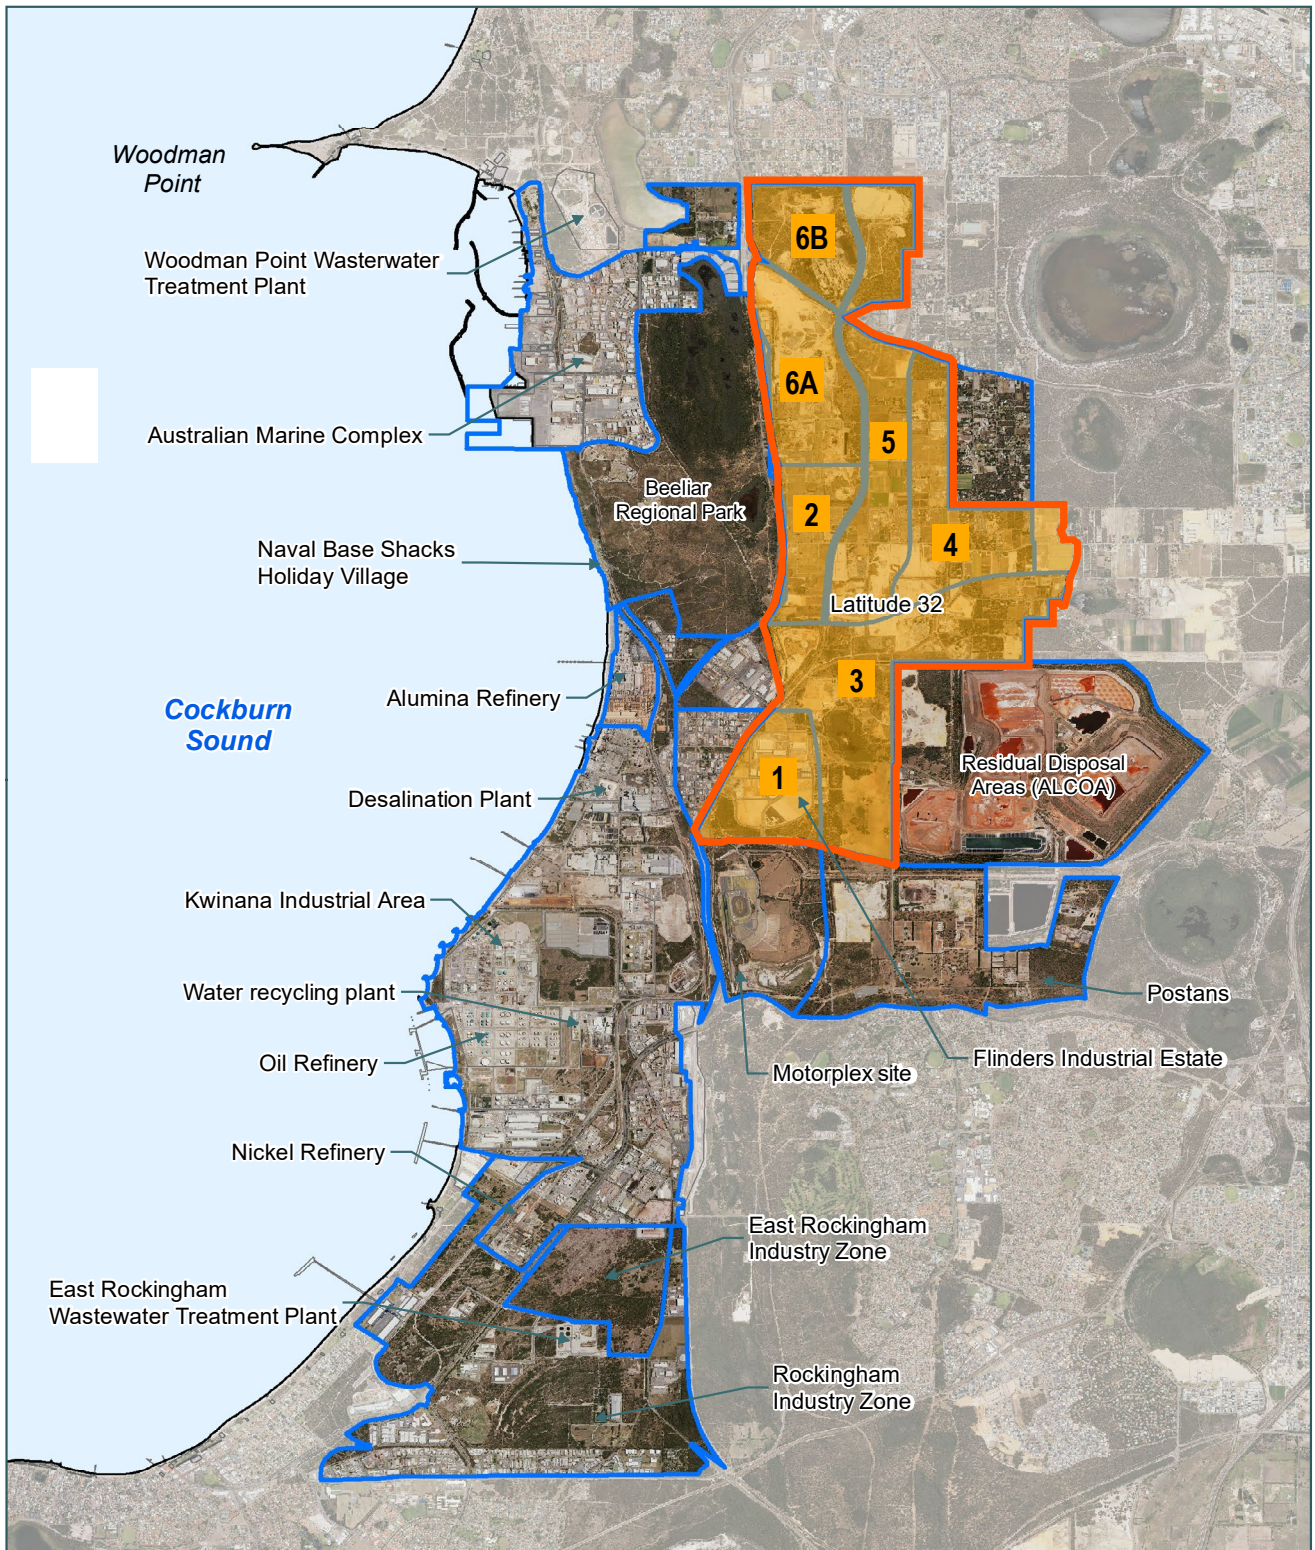 Woodman
Point
Woodman Point Wasterwater
Treatment Plant
6B
6A
Australian Marine Complex
5
Beeliar
Regional Park
2
4
Naval Base Shacks
Holiday Village
Latitude 32
Alumina Refinery
3
Cockburn
Sound
1
Residual Disposal
Areas (ALCOA)
Desalination Plant
Kwinana Industrial Area
Water recycling plant
Postans
Oil Refinery
Motorplex site
Flinders Industrial Estate
Nickel Refinery
East Rockingham
Industry Zone
East Rockingham
Wastewater Treatment Plant
Rockingham
Industry Zone